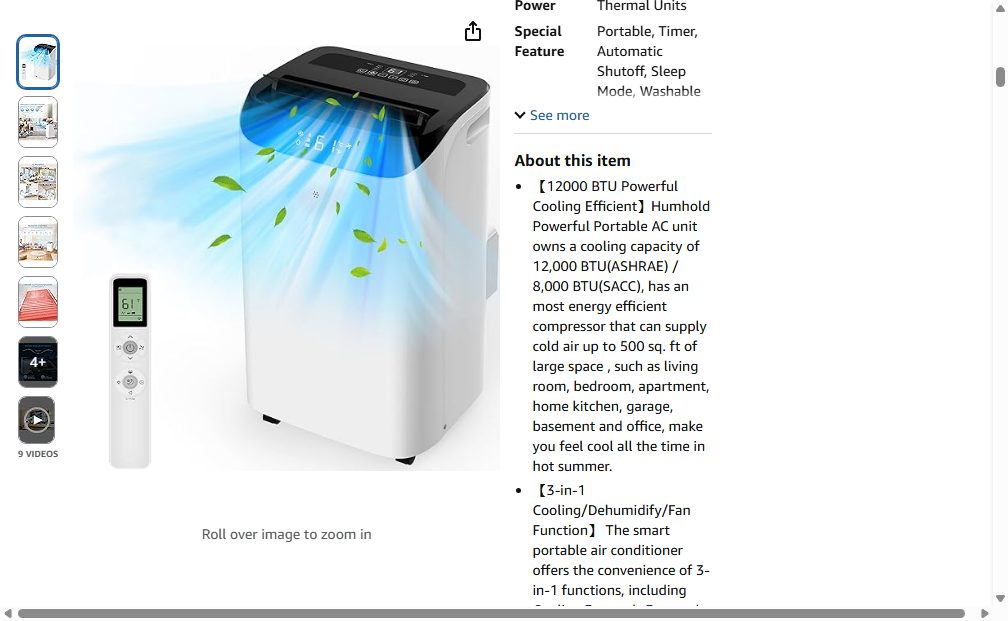 Power Thermal Units
Special Portable, Timer,
Feature Automatic
Shutoff, Sleep
Mode, Washable
See more
About this item
• 【12000 BTU Powerful
Cooling Efficient】Humhold
Powerful Portable AC unit
owns a cooling capacity of
12,000 BTU(ASHRAE) /
8,000 BTU(SACC), has an
most energy efficient
compressor that can supply
cold air up to 500 sq. ft of
large space , such as living
room, bedroom, apartment,
home kitchen, garage,
basement and office, make
you feel cool all the time in
hot summer.
• 【3-in-1
Cooling/Dehumidify/Fan
Function】 The smart
portable air conditioner
offers the convenience of 3-
in-1 functions, including
61
61
61
4+
9 VIDEOS
Roll over image to zoom in